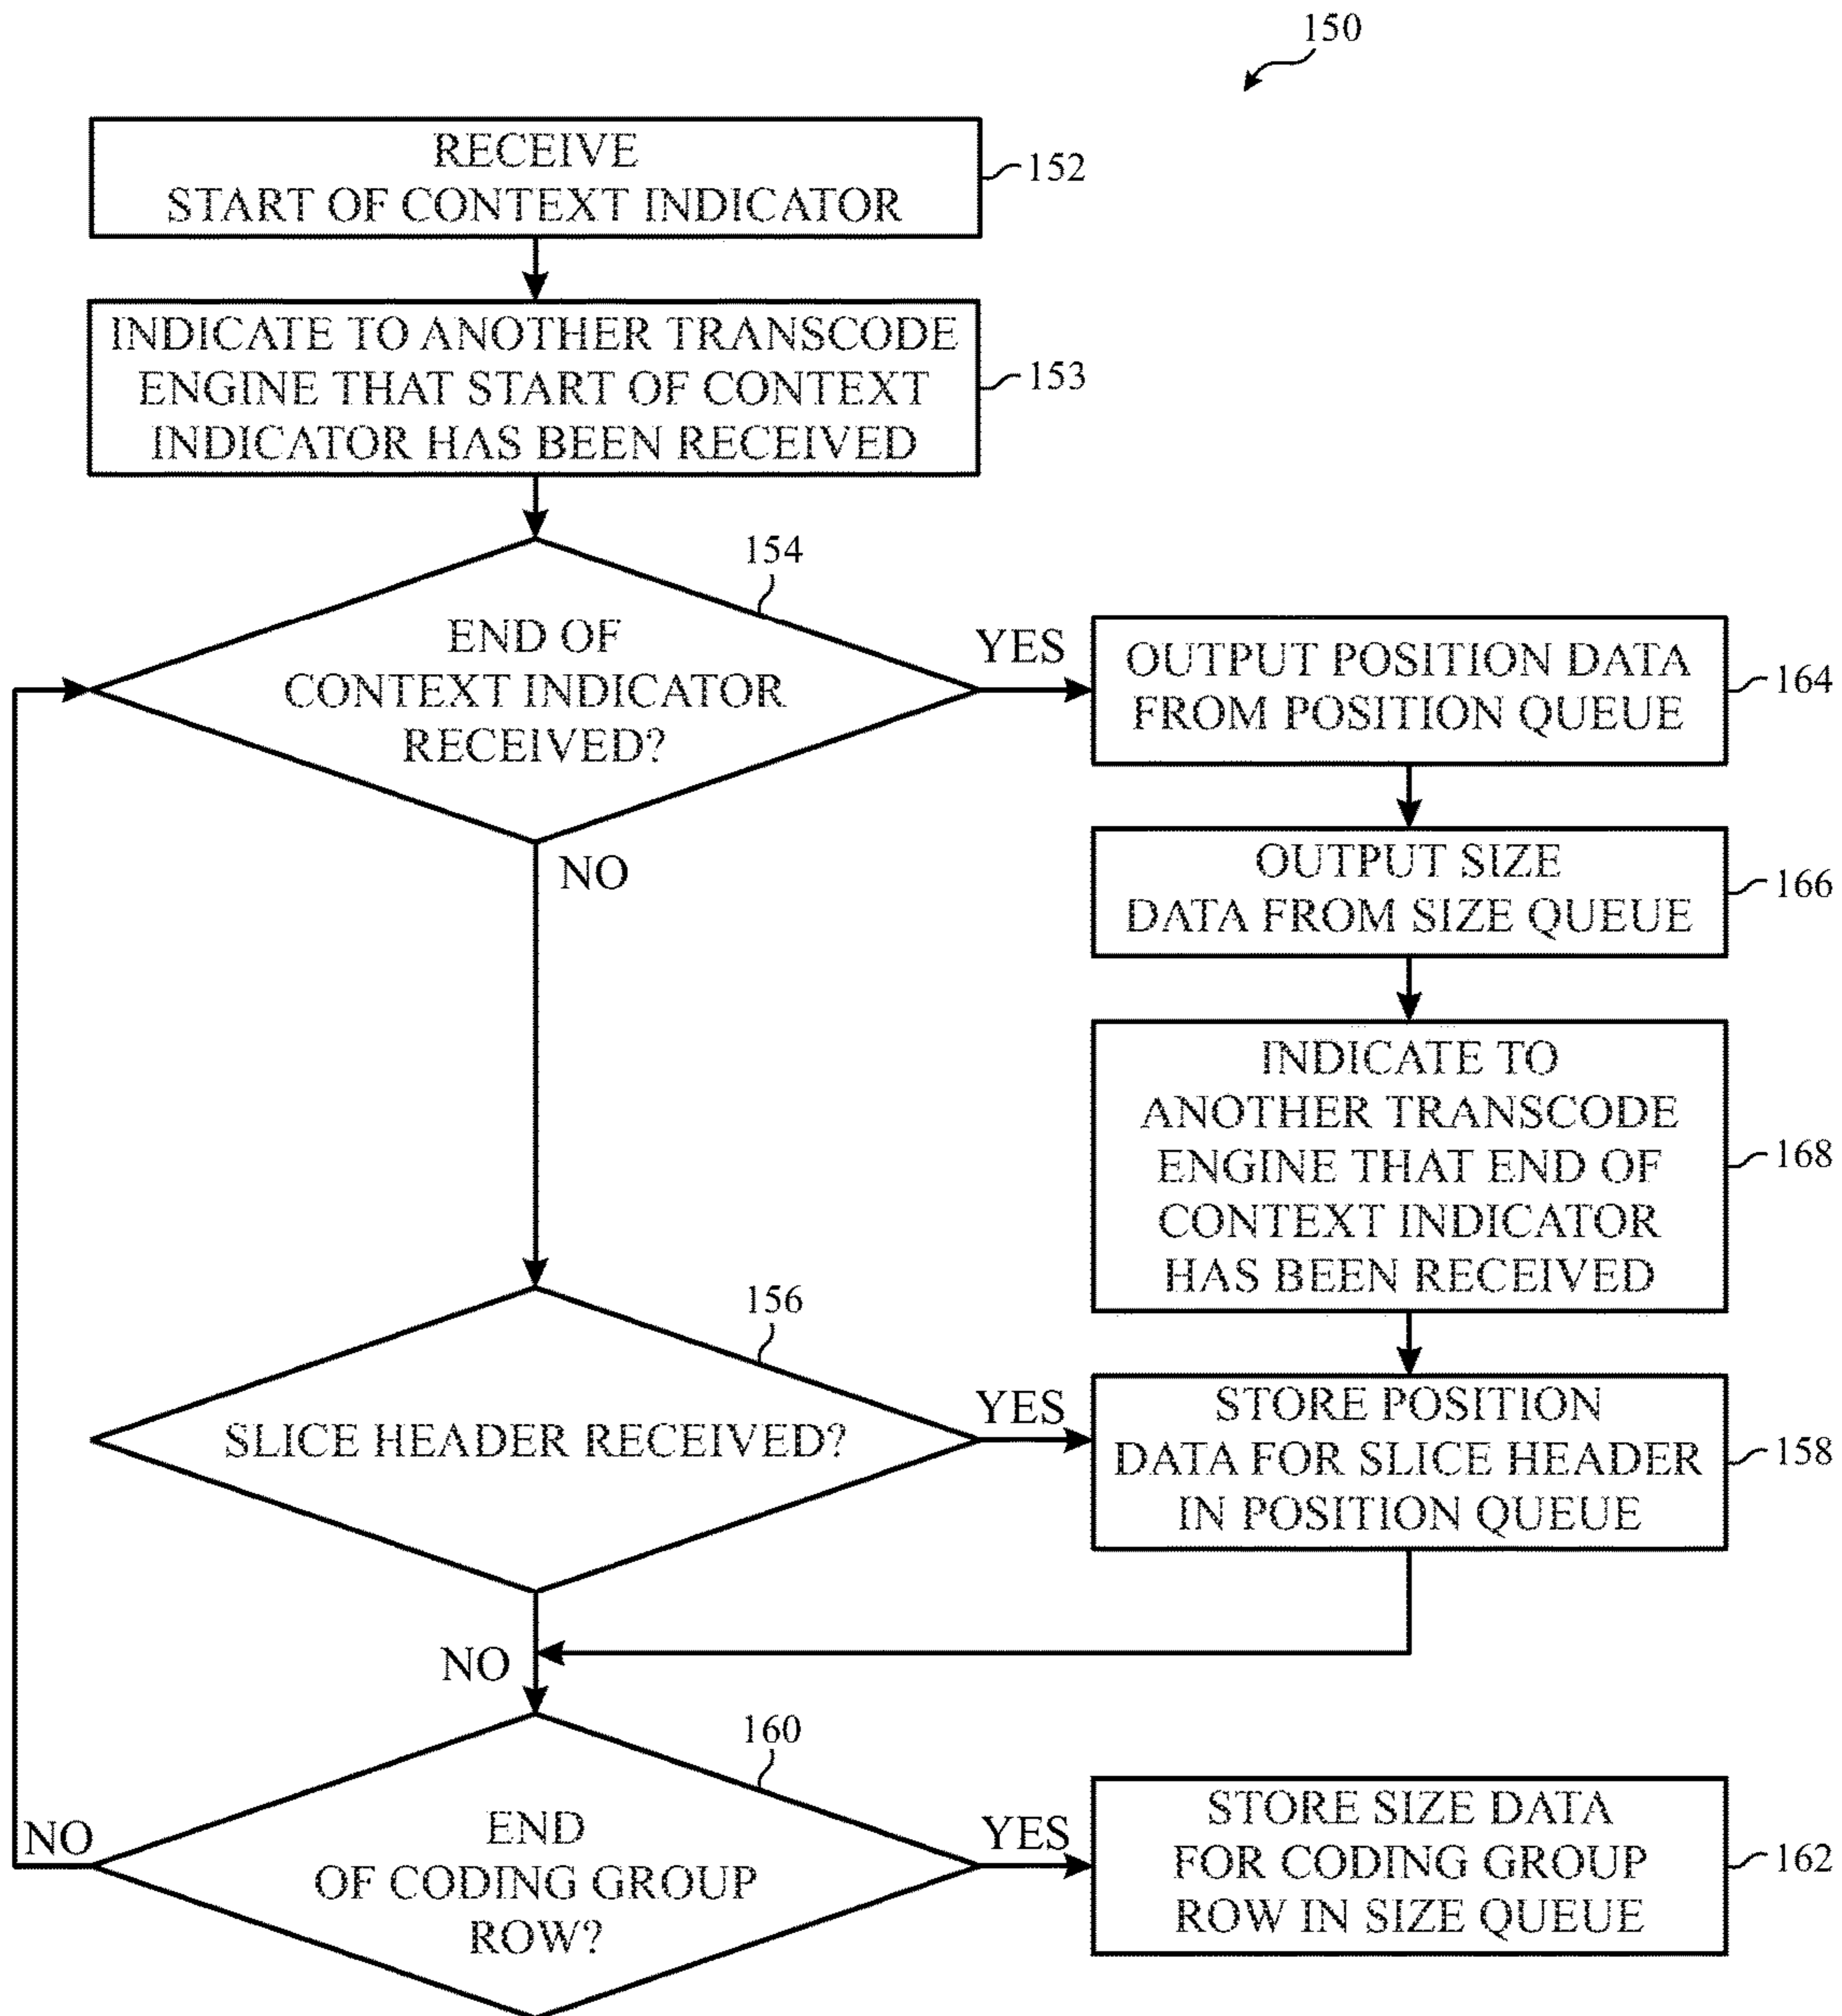 150
RECEIVE
START OF CONTEXT INDICATOR
152
INDICATE TO ANOTHER TRANSCODE
ENGINE THAT START OF CONTEXT
INDICATOR HAS BEEN RECEIVED
153
154
END OF
CONTEXT INDICATOR
RECEIVED?
YES
NO
OUTPUT POSITION DATA
FROM POSITION QUEUE
164
OUTPUT SIZE
DATA FROM SIZE QUEUE
166
INDICATE TO
ANOTHER TRANSCODE
ENGINE THAT END OF
CONTEXT INDICATOR
HAS BEEN RECEIVED
168
156
SLICE HEADER RECEIVED?
YES
NO
STORE POSITION
DATA FOR SLICE HEADER
IN POSITION QUEUE
158
160
END
OF CODING GROUP
ROW?
NO
YES
STORE SIZE DATA
FOR CODING GROUP
ROW IN SIZE QUEUE
162